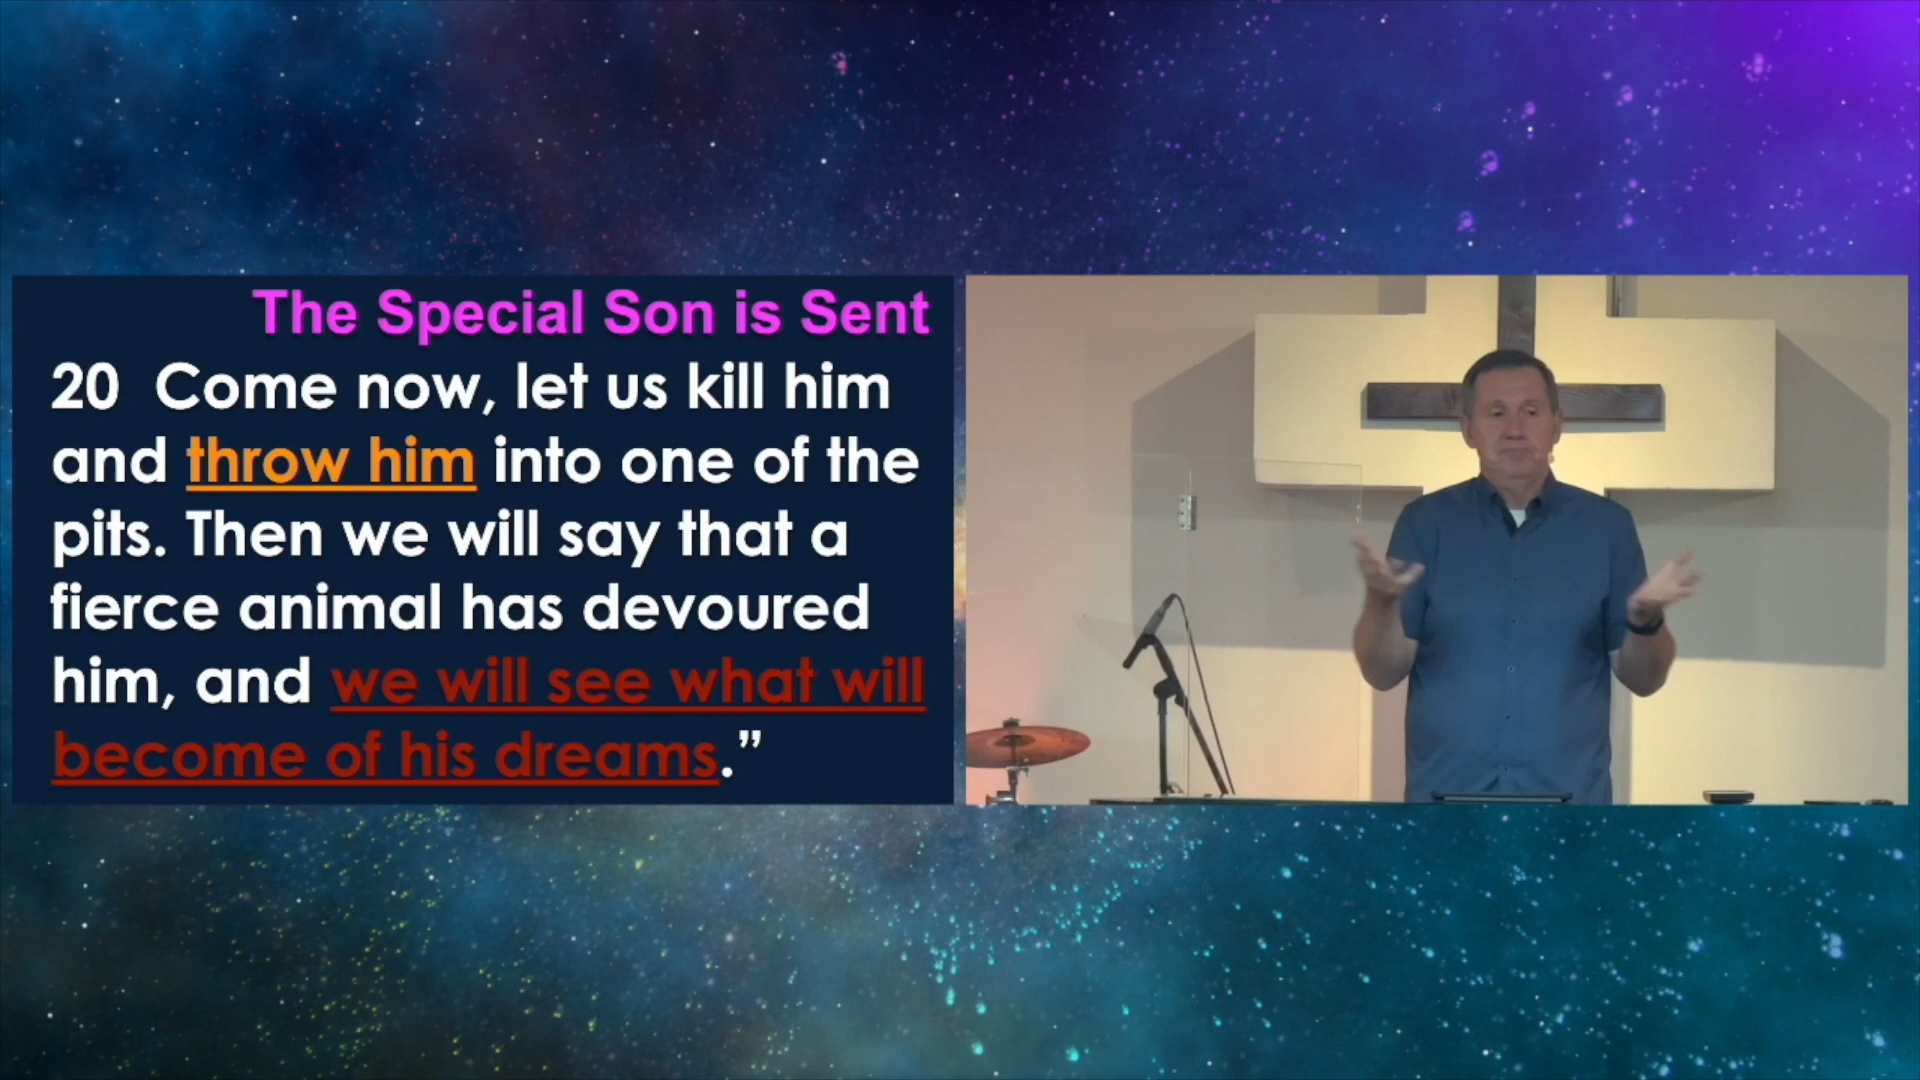 The Special Son is Sent
20 Come now, let us kill him
and throw him into one of the
pits. Then we will say that a
fierce animal has devoured
him, and we will see what will
become of his dreams.”